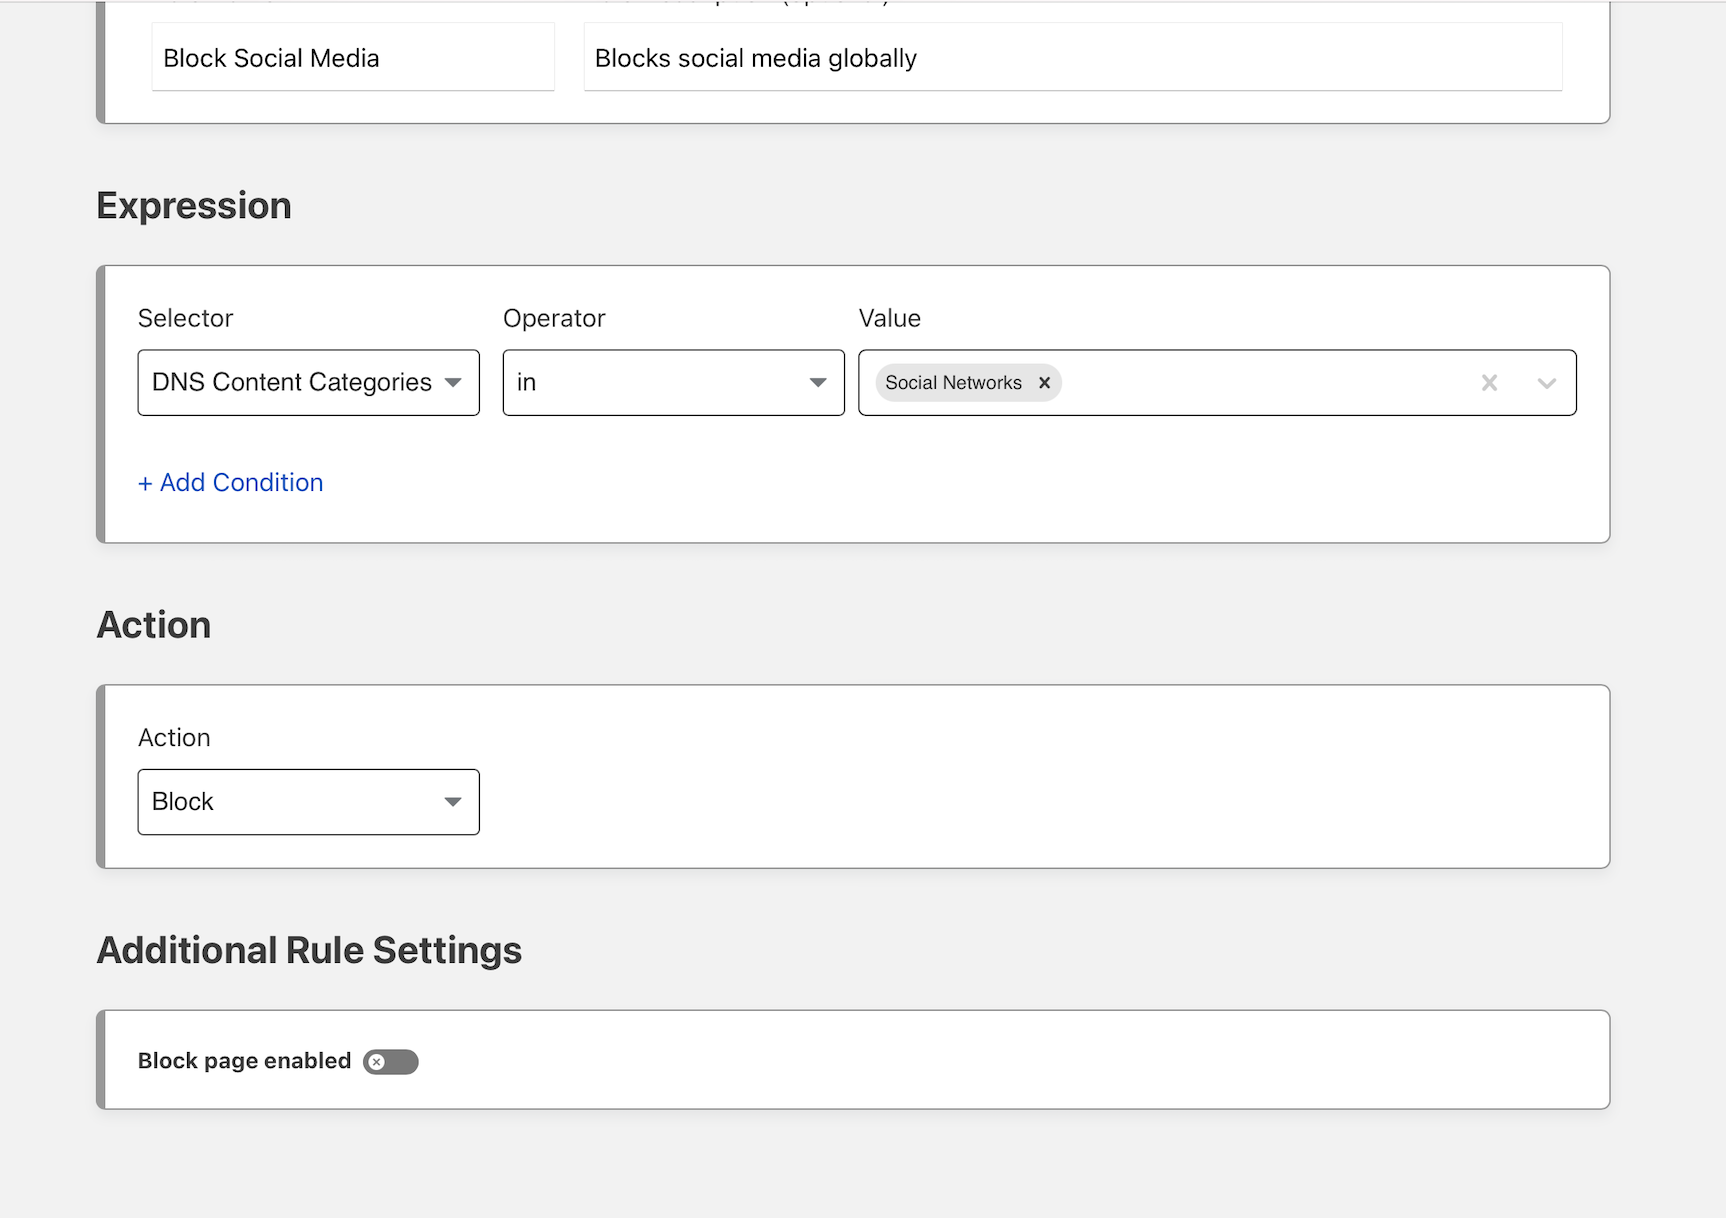 Block Social Media
Blocks social media globally
Expression
Selector
Operator
Value
DNS Content Categories
in
Social Networks
+ Add Condition
Action
Action
Block
Additional Rule Settings
Block page enabled